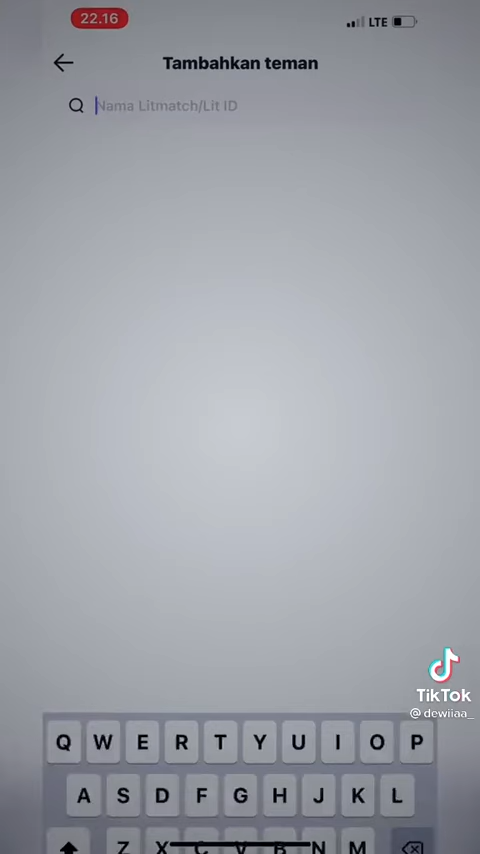 22.16
LTE
Tambahkan teman
Nama Litmatch/Lit ID
TikTok
@dewiiaa_
Q W E R T Y U I O P
A S D F G H J K L
Z X C V B N M